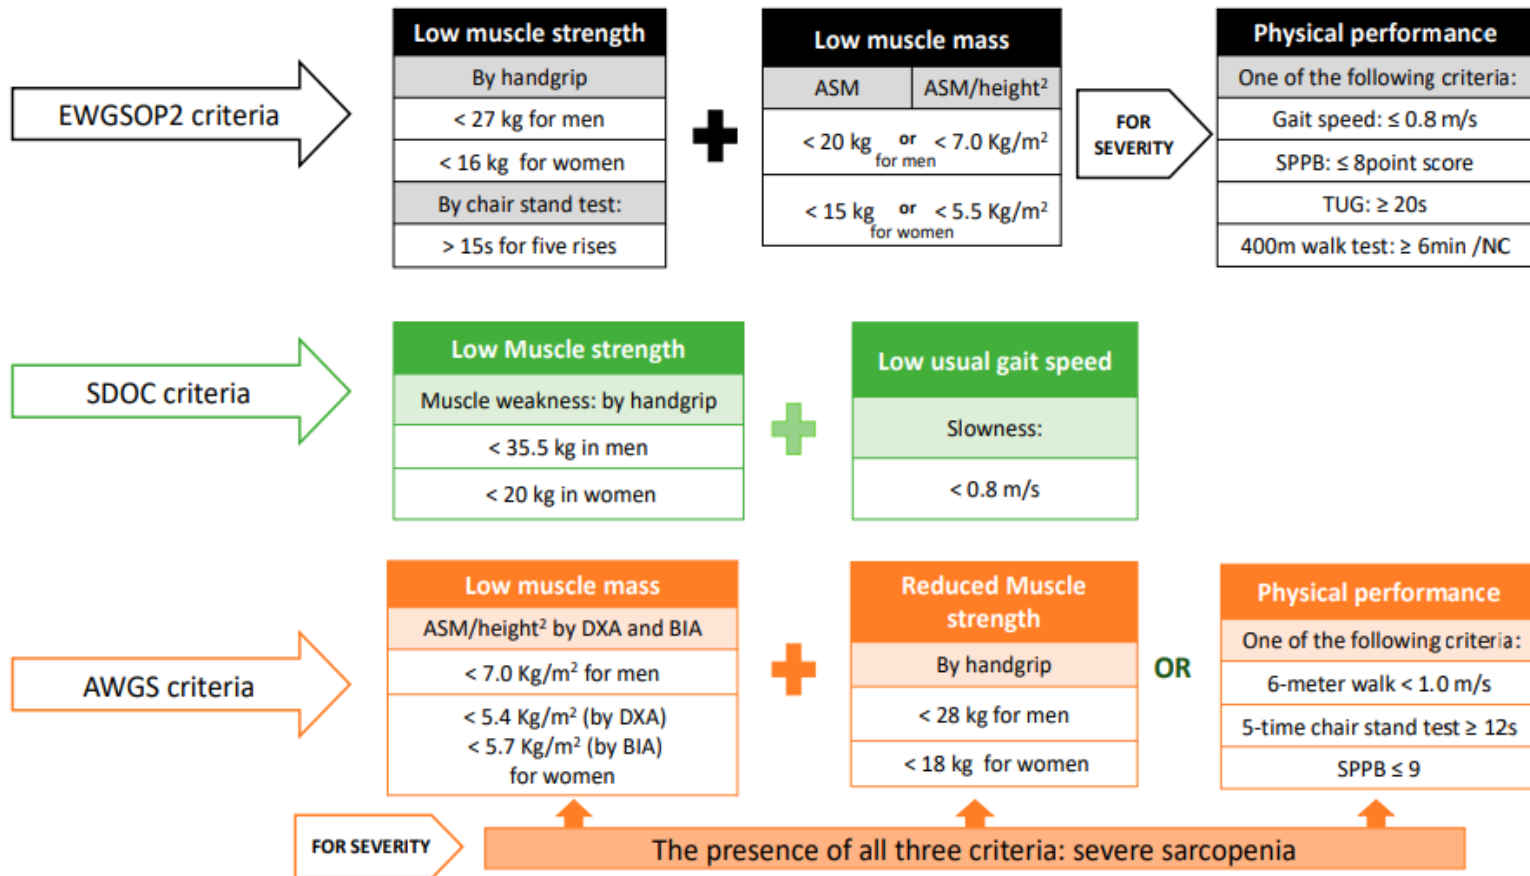 EWGSOP2 criteria
Low muscle strength
By handgrip
< 27 kg for men
< 16 kg for women
By chair stand test:
> 15s for five rises
Low muscle mass
ASM ASM/height²
< 20 kg or < 7.0 Kg/m²
for men
< 15 kg or < 5.5 Kg/m²
for women
FOR
SEVERITY
Physical performance
One of the following criteria:
Gait speed: ≤ 0.8 m/s
SPPB: ≤ 8point score
TUG: ≥ 20s
400m walk test: ≥ 6min /NC
SDOC criteria
Low Muscle strength
Muscle weakness: by handgrip
< 35.5 kg in men
< 20 kg in women
Low usual gait speed
Slowness:
< 0.8 m/s
AWGS criteria
Low muscle mass
ASM/height² by DXA and BIA
< 7.0 Kg/m² for men
< 5.4 Kg/m² (by DXA)
< 5.7 Kg/m² (by BIA)
for women
Reduced Muscle
strength
By handgrip
< 28 kg for men
< 18 kg for women
OR
Physical performance
One of the following criteria:
6-meter walk < 1.0 m/s
5-time chair stand test ≥ 12s
SPPB ≤ 9
FOR SEVERITY
The presence of all three criteria: severe sarcopenia